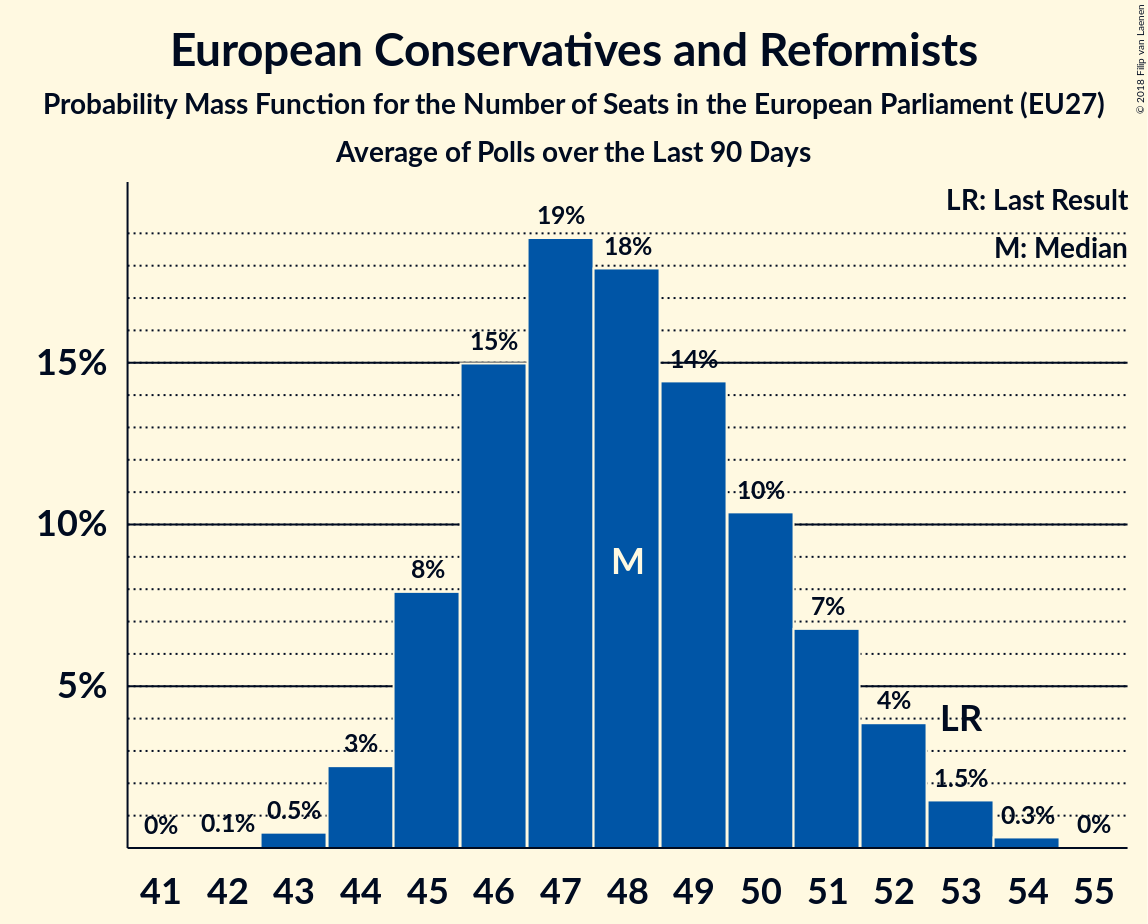 European Conservatives and Reformists
Probability Mass Function for the Number of Seats in the European Parliament (EU27)
Average of Polls over the Last 90 Days
© 2018 Filip van Laenen
LR: Last Result
M: Median
15%
10%
5%
0%
0.1%
0.5%
3%
8%
15%
19%
18%
14%
10%
7%
4%
1.5%
0.3%
0%
M
LR
41 42 43 44 45 46 47 48 49 50 51 52 53 54 55